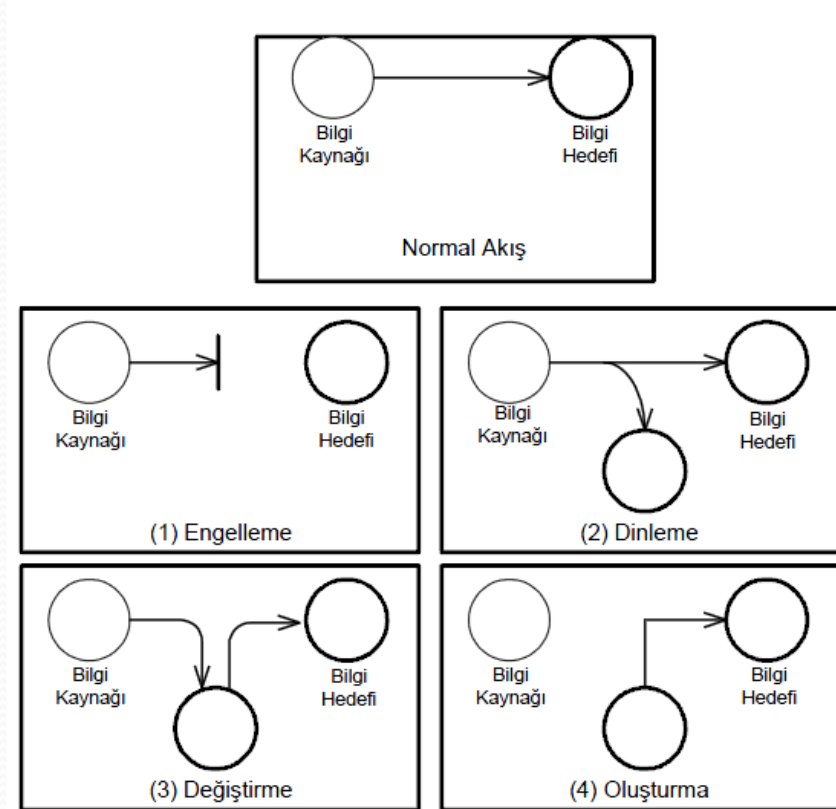 Bilgi
Kaynağı
Bilgi
Hedefi
Normal Akış
Bilgi
Kaynağı
Bilgi
Hedefi
(1) Engelleme
Bilgi
Kaynağı
Bilgi
Hedefi
(2) Dinleme
Bilgi
Kaynağı
Bilgi
Hedefi
(3) Değiştirme
Bilgi
Kaynağı
Bilgi
Hedefi
(4) Oluşturma